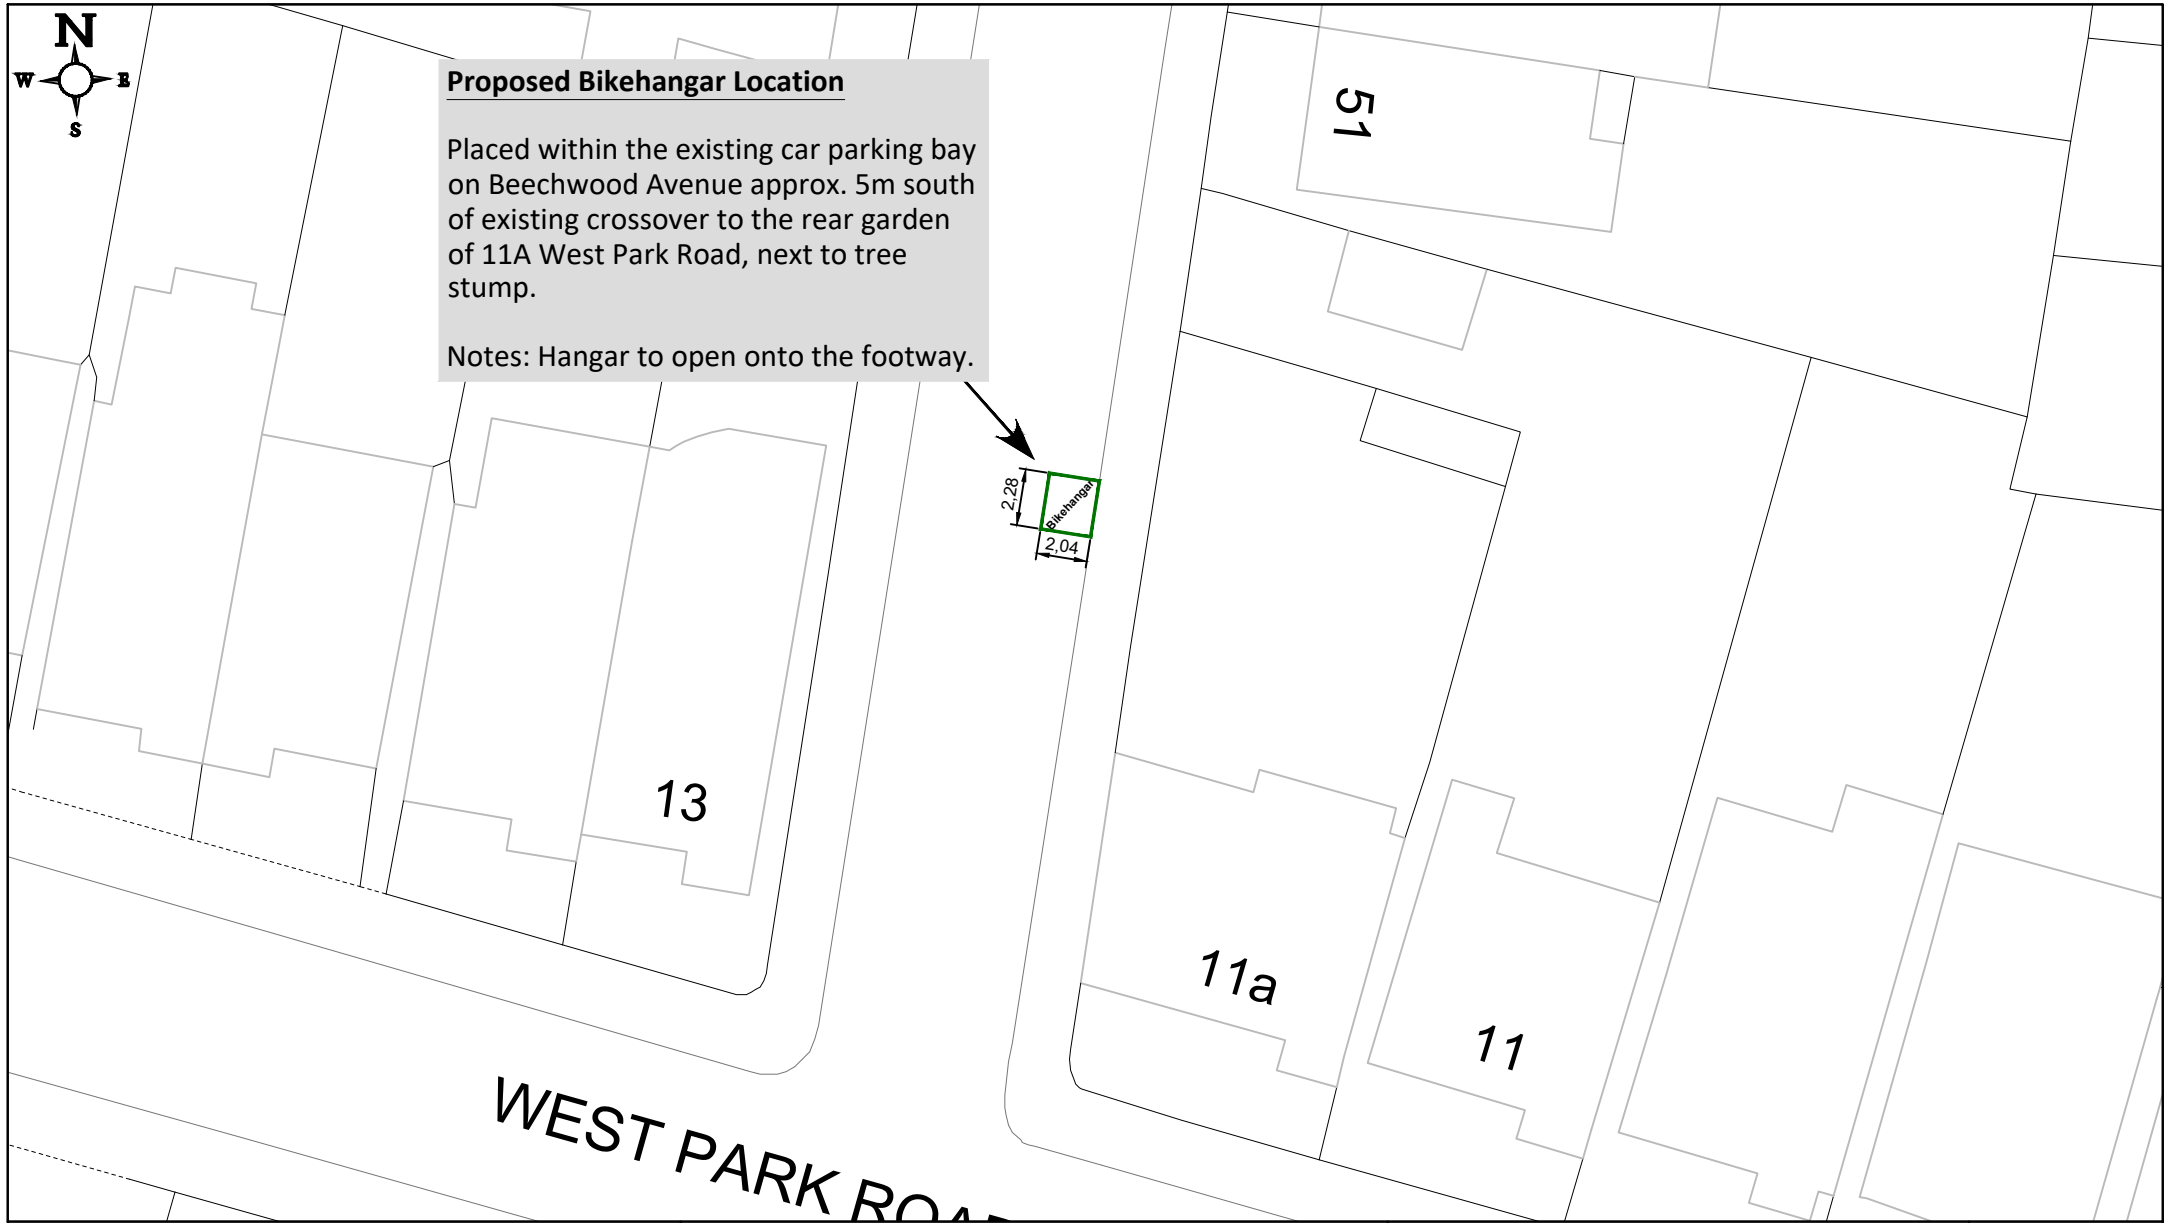 N
W E
S
Proposed Bikehangar Location
Placed within the existing car parking bay
on Beechwood Avenue approx. 5m south
of existing crossover to the rear garden
of 11A West Park Road, next to tree
stump.
Notes: Hangar to open onto the footway.
51
2,28
Bikehangar
2,04
13
11a
11
WEST PARK ROAD